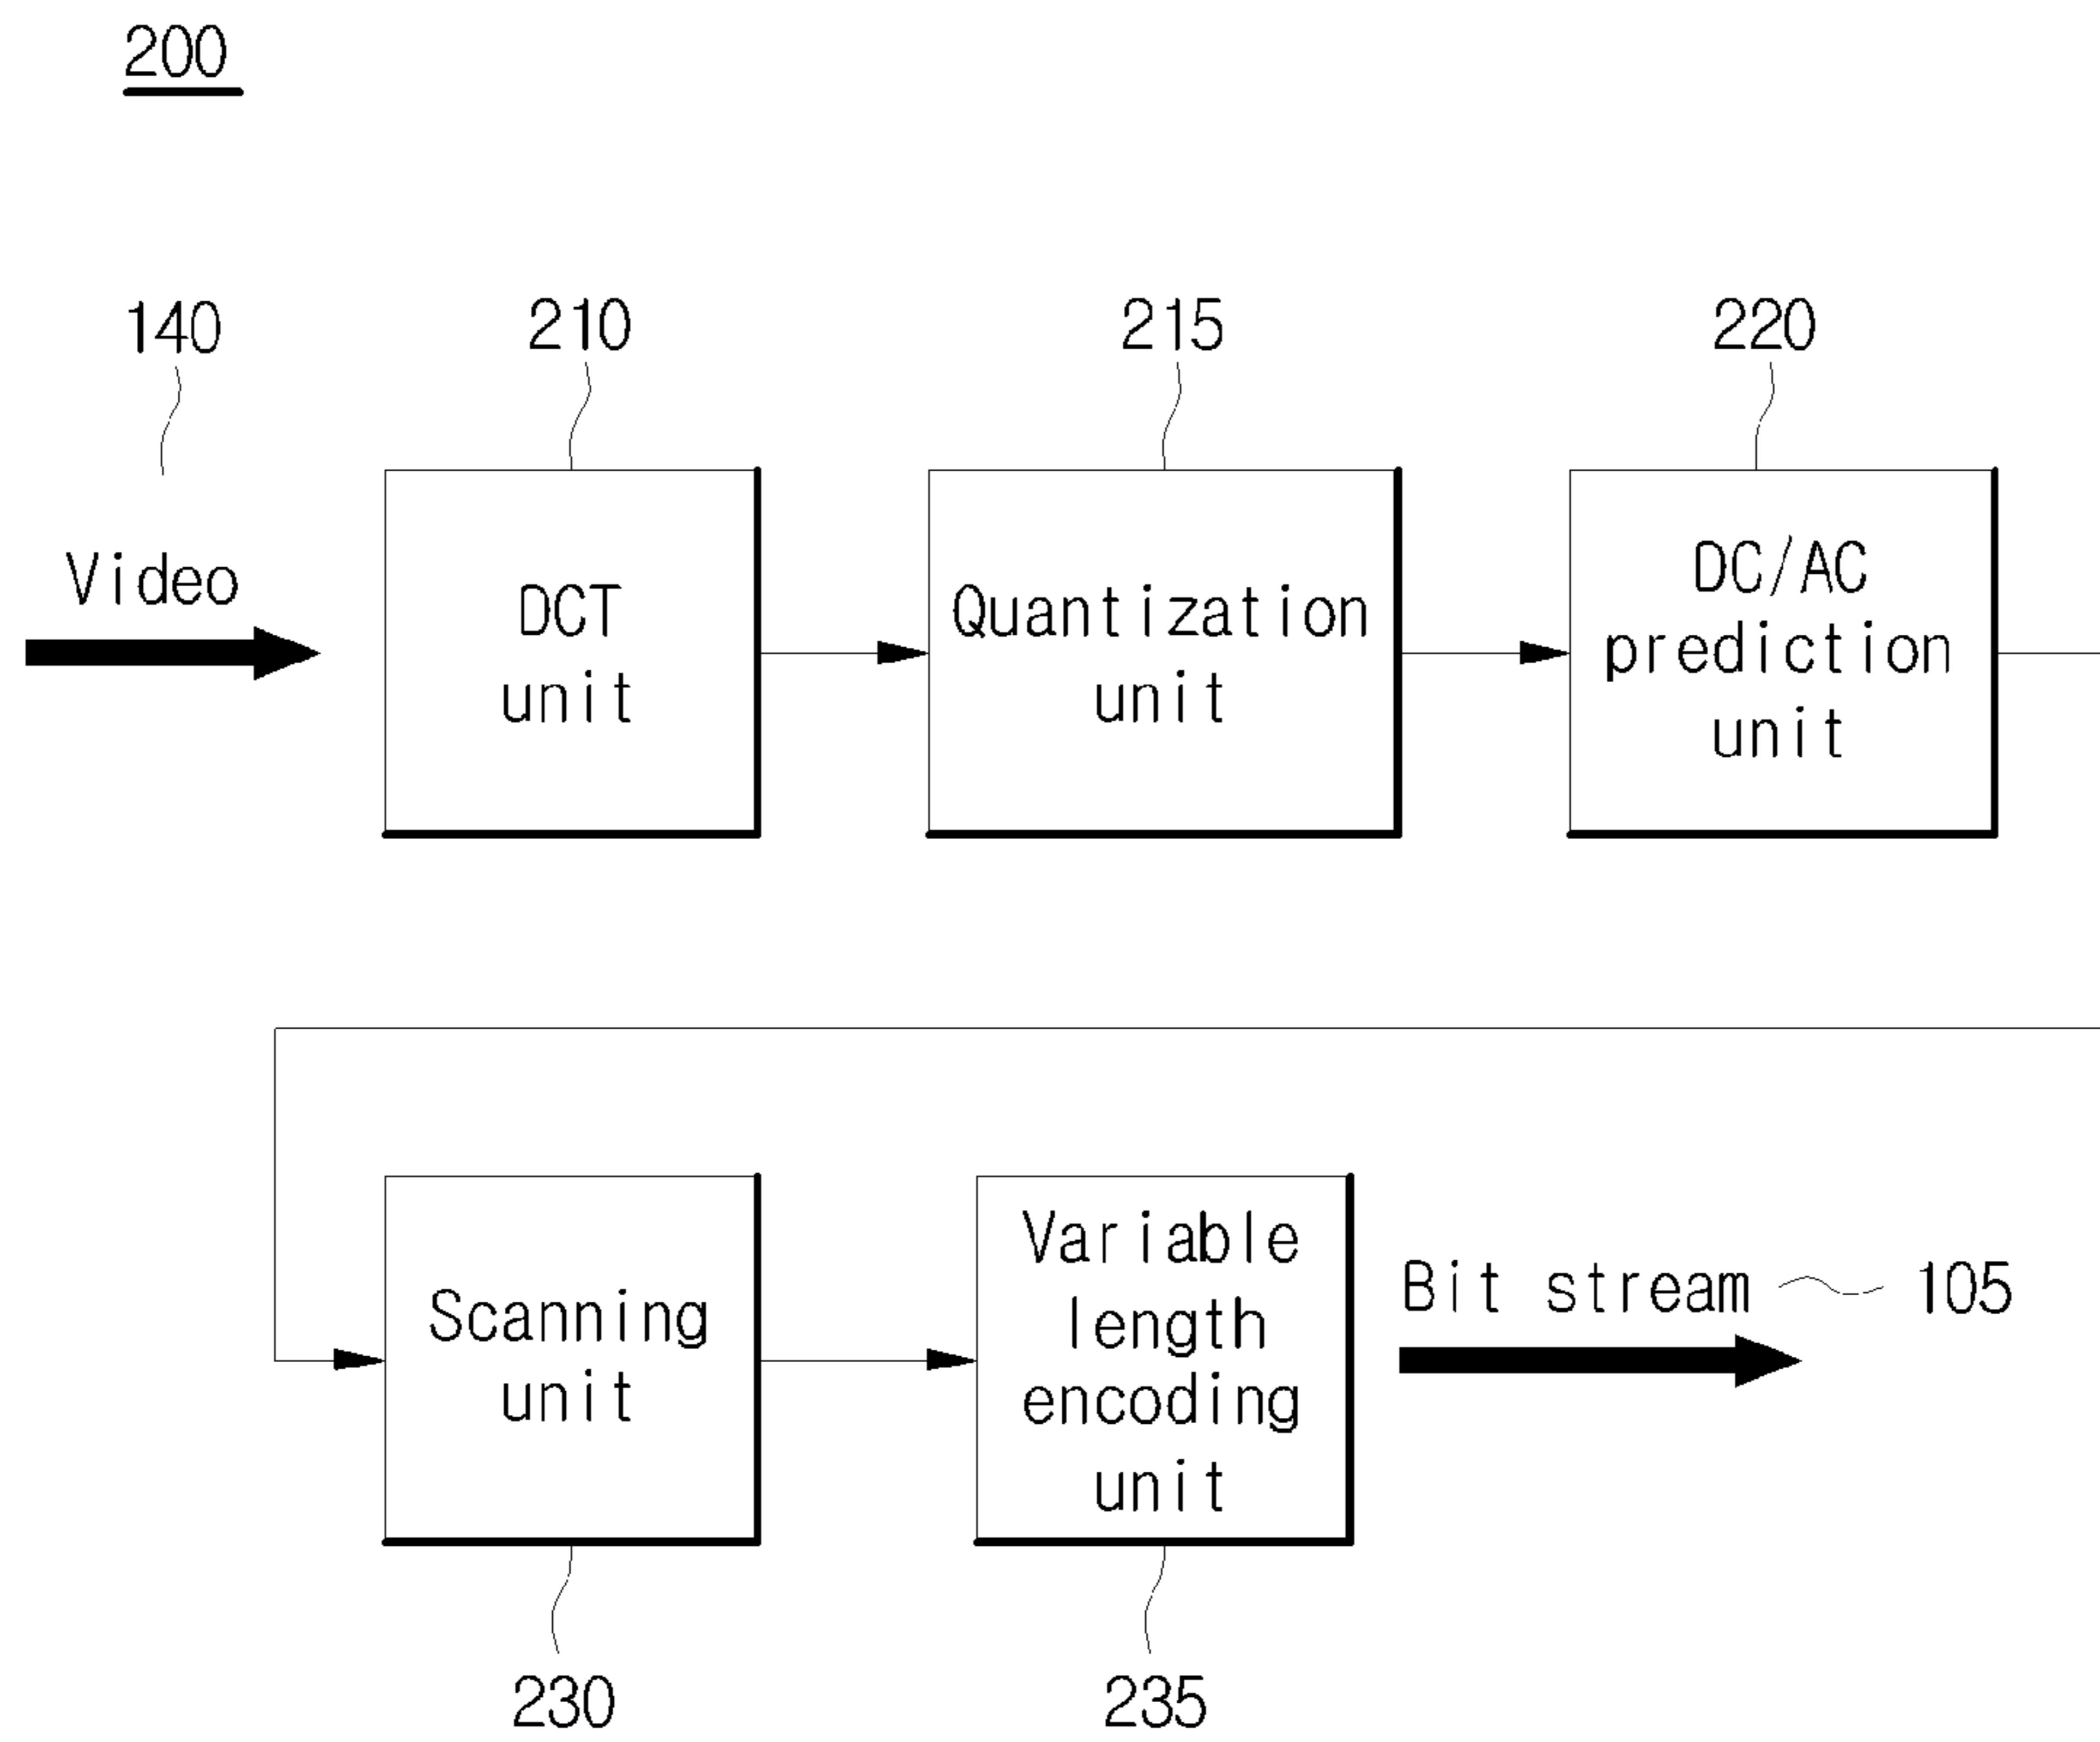 200
140
210
215
220
Video
DCT
unit
Quantization
unit
DC/AC
prediction
unit
Scanning
unit
Variable
length
encoding
unit
Bit stream
105
230
235